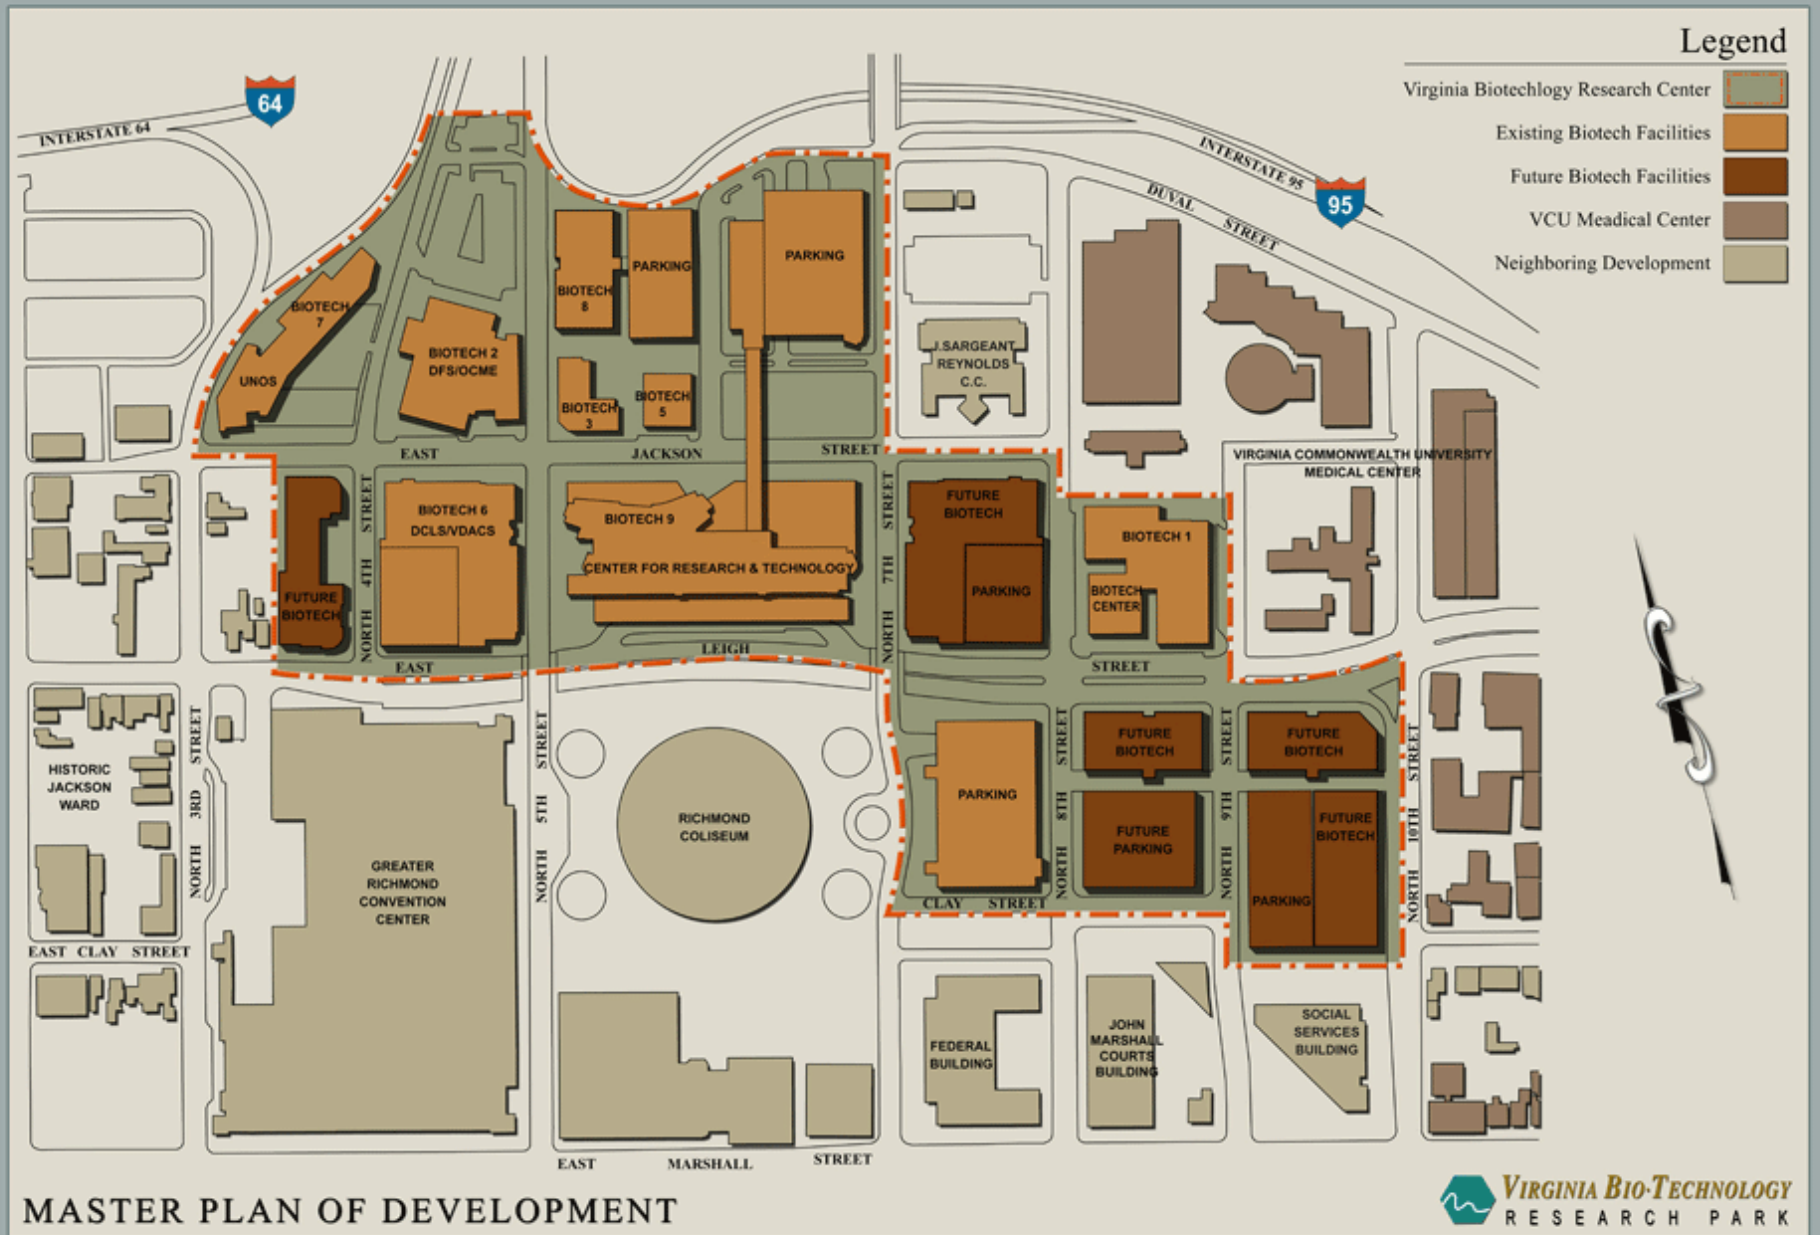 Legend
Virginia Biotechlogy Research Center
Existing Biotech Facilities
Future Biotech Facilities
VCU Meadical Center
Neighboring Development
64
INTERSTATE 64
INTERSTATE 95
95
DUVAL STREET
BIOTECH
7
UNOS
BIOTECH 2
DFS/OCME
BIOTECH
8
PARKING
PARKING
BIOTECH
3
BIOTECH
5
J.SARGEANT
REYNOLDS
C.C.
EAST JACKSON STREET
VIRGINIA COMMONWEALTH UNIVERSITY
MEDICAL CENTER
FUTURE
BIOTECH
NORTH 4TH STREET
BIOTECH 6
DCLS/VDACS
BIOTECH 9
CENTER FOR RESEARCH & TECHNOLOGY
NORTH 7TH STREET
FUTURE
BIOTECH
PARKING
BIOTECH 1
BIOTECH
CENTER
EAST LEIGH STREET
HISTORIC
JACKSON
WARD
NORTH 3RD STREET
GREATER
RICHMOND
CONVENTION
CENTER
NORTH 5TH STREET
RICHMOND
COLISEUM
PARKING
NORTH 8TH STREET
FUTURE
BIOTECH
FUTURE
PARKING
NORTH 9TH STREET
FUTURE
BIOTECH
FUTURE
BIOTECH
PARKING
NORTH 10TH STREET
CLAY STREET
EAST CLAY STREET
FEDERAL
BUILDING
JOHN
MARSHALL
COURTS
BUILDING
SOCIAL
SERVICES
BUILDING
EAST MARSHALL STREET
MASTER PLAN OF DEVELOPMENT
VIRGINIA BIO·TECHNOLOGY
RESEARCH PARK